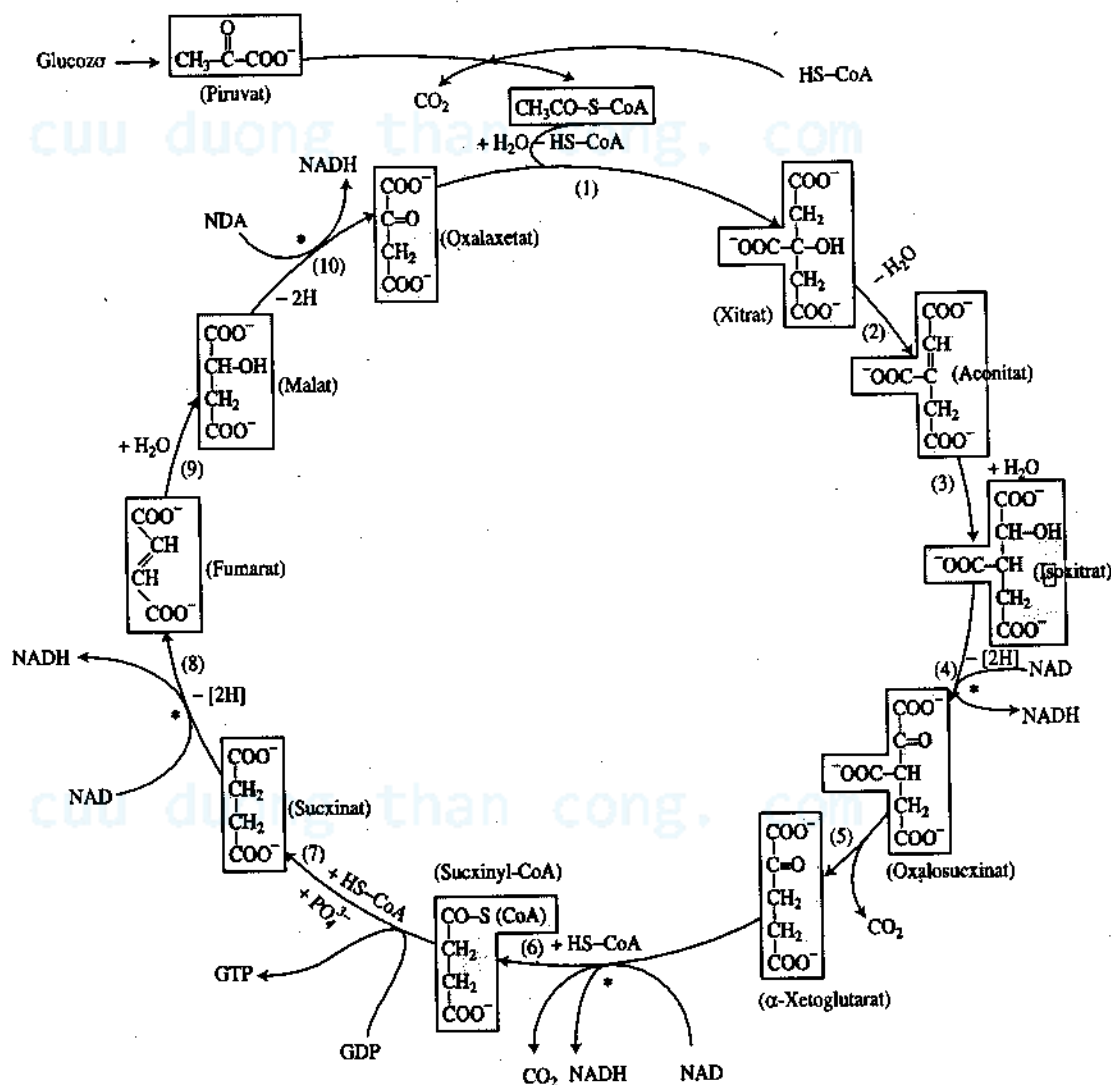 Glucozơ
O
CH₃–C–COO⁻
(Piruvat)
CO₂
HS–CoA
CH₃CO–S–CoA
+ H₂O – HS–CoA
cuu duong than cong. com
(1)
NADH
NDA
*
(10)
– 2H
COO⁻
C=O
CH₂
COO⁻
(Oxalaxetat)
COO⁻
CH₂
⁻OOC–C–OH
CH₂
COO⁻
(Xitrat)
– H₂O
(2)
COO⁻
CH
⁻OOC–C
CH₂
COO⁻
(Aconitat)
(3)
+ H₂O
COO⁻
CH–OH
⁻OOC–CH
CH₂
COO⁻
(Isoxitrat)
(4)
– [2H]
NAD
*
NADH
COO⁻
C=O
⁻OOC–CH
CH₂
COO⁻
(Oxalosucxinat)
(5)
CO₂
COO⁻
C=O
CH₂
CH₂
COO⁻
(α-Xetoglutarat)
(6) + HS–CoA
*
CO₂
NADH
NAD
(Sucxinyl-CoA)
CO–S (CoA)
CH₂
CH₂
COO⁻
(7)
+ HS–CoA
+ PO₄³⁻
GTP
GDP
COO⁻
CH₂
CH₂
COO⁻
(Sucxinat)
cuu duong than cong. com
(8)
– [2H]
*
NADH
NAD
COO⁻
CH
CH
COO⁻
(Fumarat)
+ H₂O
(9)
COO⁻
CH–OH
CH₂
COO⁻
(Malat)